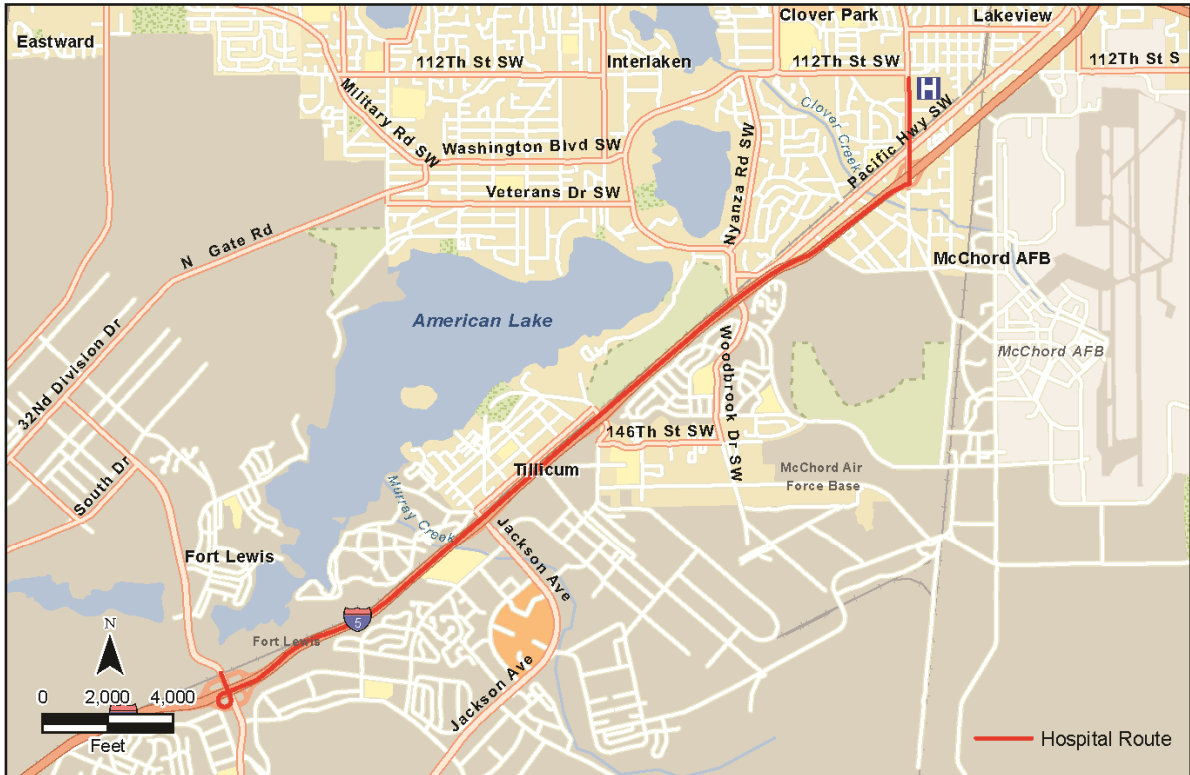 Clover Park
Lakeview
Eastward
112Th St SW
Interlaken
112Th St SW
112Th St S
H
Military Rd SW
Clover Creek
Pacific Hwy SW
Washington Blvd SW
Veterans Dr SW
Nyanza Rd SW
N Gate Rd
McChord AFB
American Lake
McChord AFB
32Nd Division Dr
Woodbrook Dr SW
146Th St SW
Tillicum
McChord Air
Force Base
South Dr
Murray Creek
Jackson Ave
Fort Lewis
5
Fort Lewis
N
Jackson Ave
0 2,000 4,000
Feet
Hospital Route